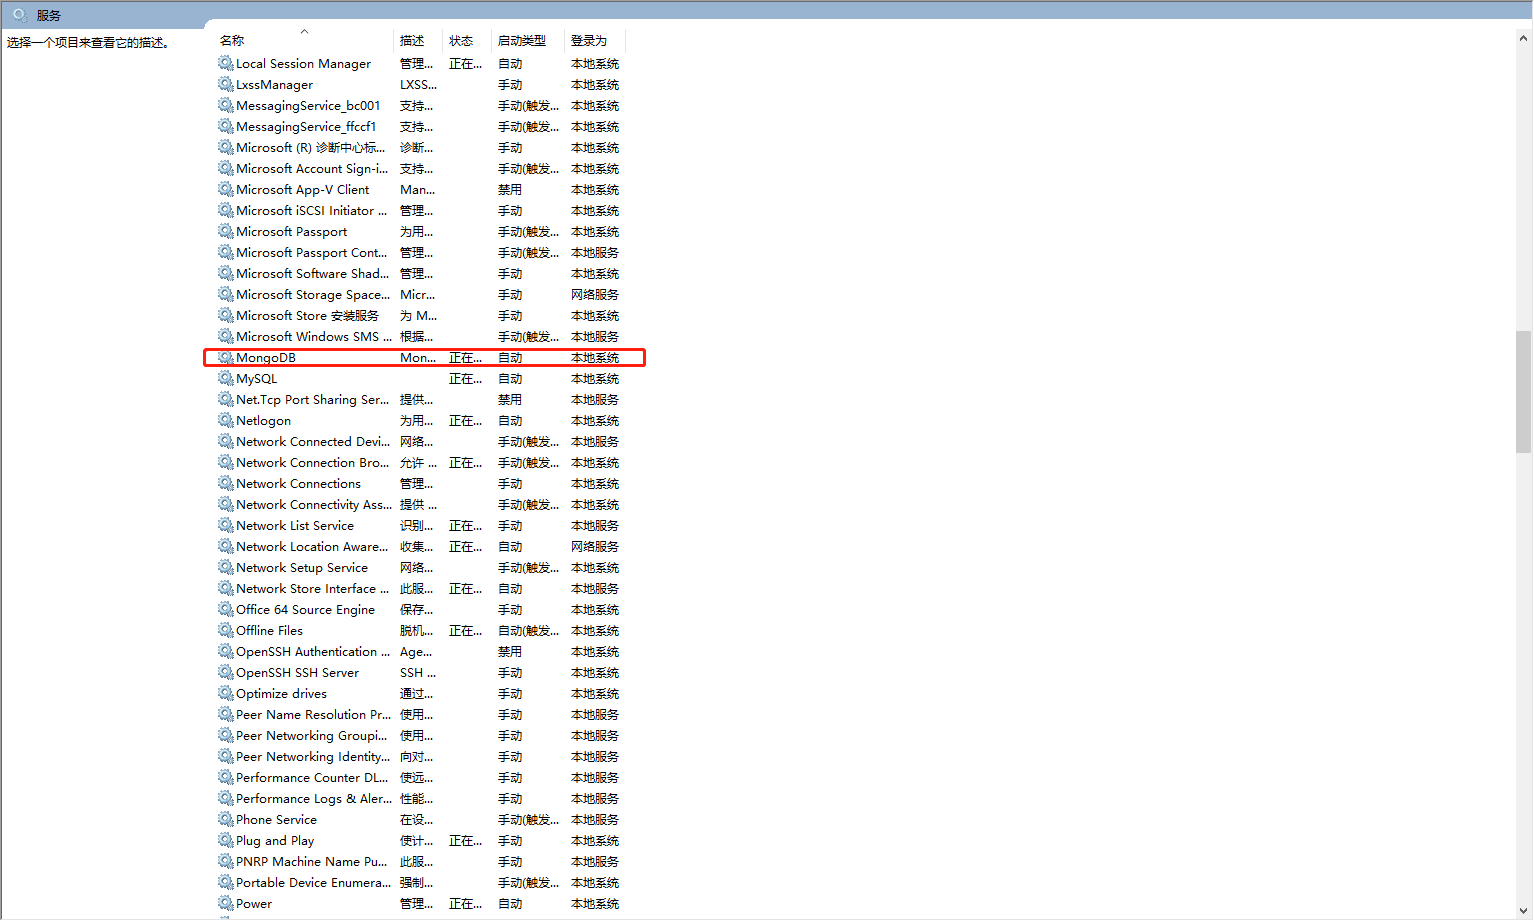 服务
选择一个项目来查看它的描述。
名称 描述 状态 启动类型 登录为
Local Session Manager 管理... 正在... 自动 本地系统
LxssManager LXSS... 手动 本地系统
MessagingService_bc001 支持... 手动(触发... 本地系统
MessagingService_ffccf1 支持... 手动(触发... 本地系统
Microsoft (R) 诊断中心标... 诊断... 手动 本地系统
Microsoft Account Sign-i... 支持... 手动(触发... 本地系统
Microsoft App-V Client Man... 禁用 本地系统
Microsoft iSCSI Initiator ... 管理... 手动 本地系统
Microsoft Passport 为用... 手动(触发... 本地系统
Microsoft Passport Cont... 管理... 手动(触发... 本地服务
Microsoft Software Shad... 管理... 手动 本地系统
Microsoft Storage Space... Micr... 手动 网络服务
Microsoft Store 安装服务 为 M... 手动 本地系统
Microsoft Windows SMS ... 根据... 手动(触发... 本地服务
MongoDB Mon... 正在... 自动 本地系统
MySQL 正在... 自动 本地系统
Net.Tcp Port Sharing Ser... 提供... 禁用 本地服务
Netlogon 为用... 正在... 自动 本地系统
Network Connected Devi... 网络... 手动(触发... 本地服务
Network Connection Bro... 允许 ... 正在... 手动(触发... 本地系统
Network Connections 管理... 手动 本地系统
Network Connectivity Ass... 提供 ... 手动(触发... 本地系统
Network List Service 识别... 正在... 手动 本地服务
Network Location Aware... 收集... 正在... 自动 网络服务
Network Setup Service 网络... 手动(触发... 本地系统
Network Store Interface ... 此服... 正在... 自动 本地服务
Office 64 Source Engine 保存... 手动 本地系统
Offline Files 脱机... 正在... 自动(触发... 本地系统
OpenSSH Authentication ... Age... 禁用 本地系统
OpenSSH SSH Server SSH ... 手动 本地系统
Optimize drives 通过... 手动 本地系统
Peer Name Resolution Pr... 使用... 手动 本地服务
Peer Networking Groupi... 使用... 手动 本地服务
Peer Networking Identity... 向对... 手动 本地服务
Performance Counter DL... 使远... 手动 本地服务
Performance Logs & Aler... 性能... 手动 本地服务
Phone Service 在设... 手动(触发... 本地服务
Plug and Play 使计... 正在... 手动 本地系统
PNRP Machine Name Pu... 此服... 手动 本地服务
Portable Device Enumera... 强制... 手动(触发... 本地系统
Power 管理... 正在... 自动 本地系统